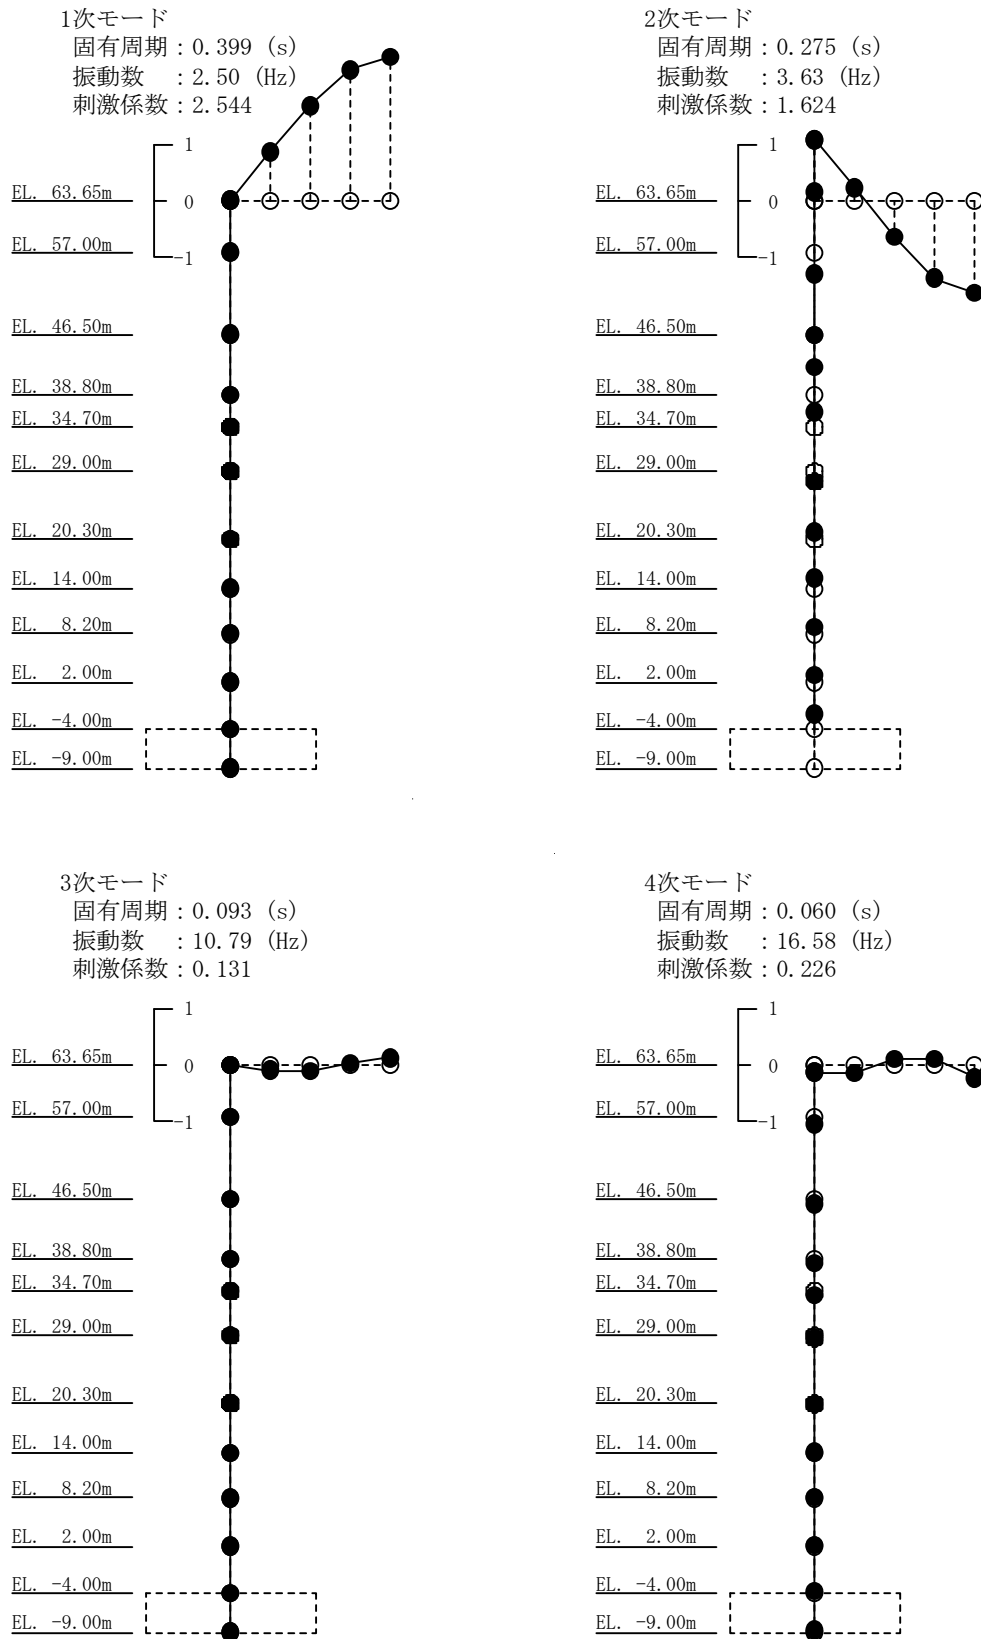 1次モード
固有周期：0.399 (s)
振動数　：2.50 (Hz)
刺激係数：2.544
1
0
-1
EL. 63.65m
EL. 57.00m
EL. 46.50m
EL. 38.80m
EL. 34.70m
EL. 29.00m
EL. 20.30m
EL. 14.00m
EL. 8.20m
EL. 2.00m
EL. -4.00m
EL. -9.00m
2次モード
固有周期：0.275 (s)
振動数　：3.63 (Hz)
刺激係数：1.624
1
0
-1
EL. 63.65m
EL. 57.00m
EL. 46.50m
EL. 38.80m
EL. 34.70m
EL. 29.00m
EL. 20.30m
EL. 14.00m
EL. 8.20m
EL. 2.00m
EL. -4.00m
EL. -9.00m
3次モード
固有周期：0.093 (s)
振動数　：10.79 (Hz)
刺激係数：0.131
1
0
-1
EL. 63.65m
EL. 57.00m
EL. 46.50m
EL. 38.80m
EL. 34.70m
EL. 29.00m
EL. 20.30m
EL. 14.00m
EL. 8.20m
EL. 2.00m
EL. -4.00m
EL. -9.00m
4次モード
固有周期：0.060 (s)
振動数　：16.58 (Hz)
刺激係数：0.226
1
0
-1
EL. 63.65m
EL. 57.00m
EL. 46.50m
EL. 38.80m
EL. 34.70m
EL. 29.00m
EL. 20.30m
EL. 14.00m
EL. 8.20m
EL. 2.00m
EL. -4.00m
EL. -9.00m